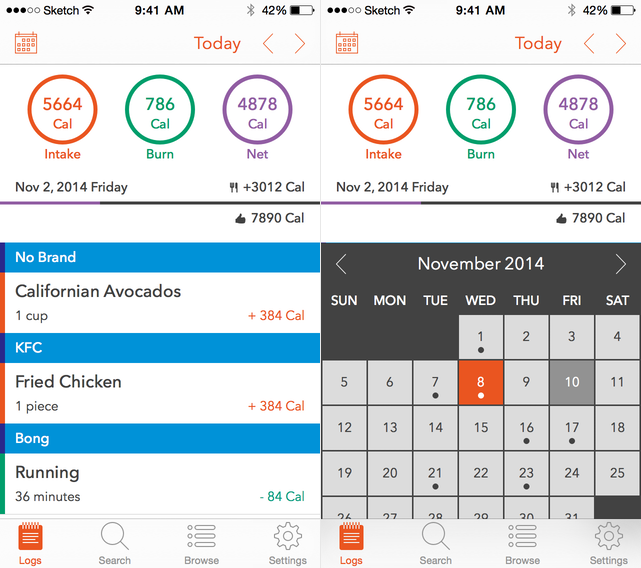 Sketch 9:41 AM 42%
Today
5664 Cal
786 Cal
4878 Cal
Intake Burn Net
Nov 2, 2014 Friday +3012 Cal
7890 Cal
No Brand
Californian Avocados
1 cup + 384 Cal
KFC
Fried Chicken
1 piece + 384 Cal
Bong
Running
36 minutes - 84 Cal
Logs Search Browse Settings
Sketch 9:41 AM 42%
Today
5664 Cal
786 Cal
4878 Cal
Intake Burn Net
Nov 2, 2014 Friday +3012 Cal
7890 Cal
November 2014
SUN MON TUE WED THU FRI SAT
1 2 3 4
5 6 7 8 9 10 11
12 13 14 15 16 17 18
19 20 21 22 23 24 25
26 27 28 29 30 31
Logs Search Browse Settings